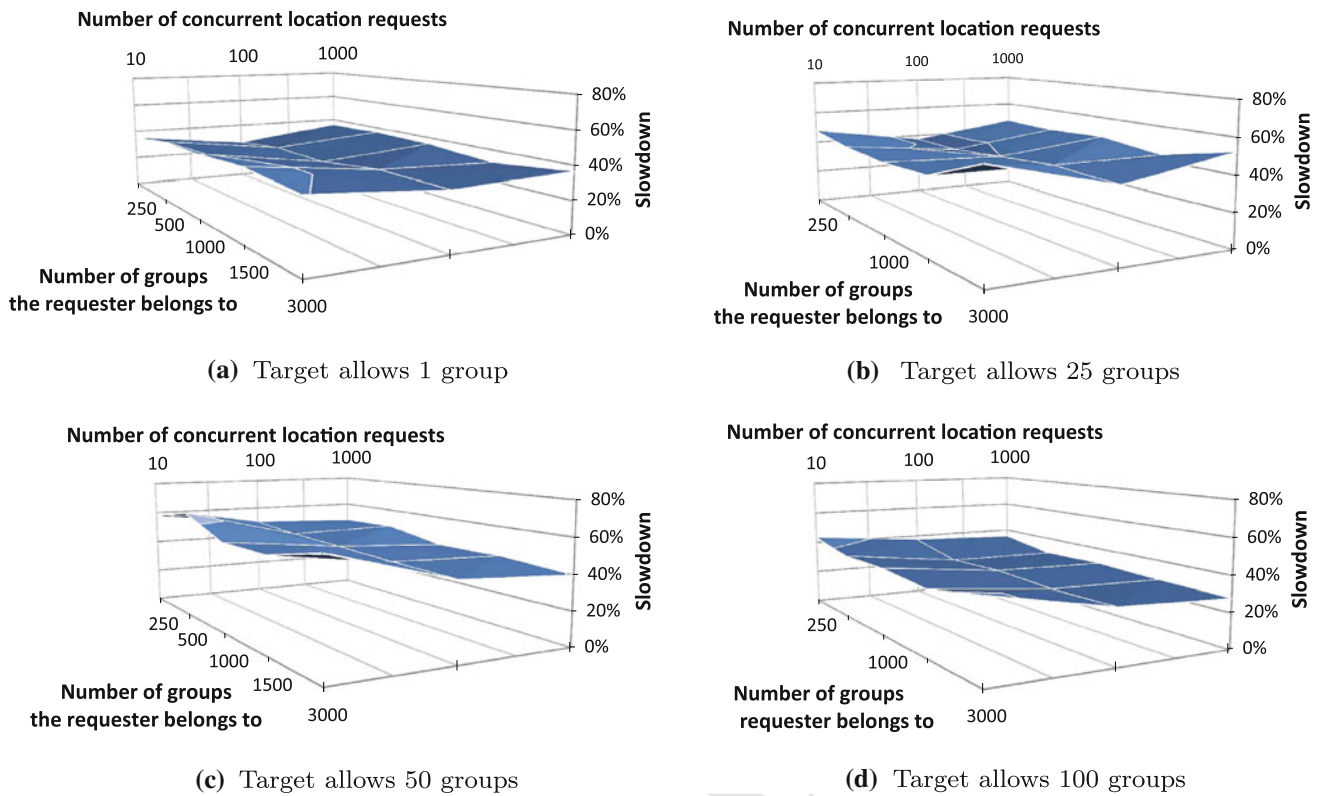 Number of concurrent location requests
10 100 1000
80%
60%
40%
20%
0%
Slowdown
250
500
1000
1500
3000
Number of groups
the requester belongs to
(a) Target allows 1 group
Number of concurrent location requests
10 100 1000
80%
60%
40%
20%
0%
Slowdown
250
1000
3000
Number of groups
the requester belongs to
(b) Target allows 25 groups
Number of concurrent location requests
10 100 1000
80%
60%
40%
20%
0%
Slowdown
250
500
1000
1500
3000
Number of groups
the requester belongs to
(c) Target allows 50 groups
Number of concurrent location requests
10 100 1000
80%
60%
40%
20%
0%
Slowdown
250
1000
3000
Number of groups
requester belongs to
(d) Target allows 100 groups